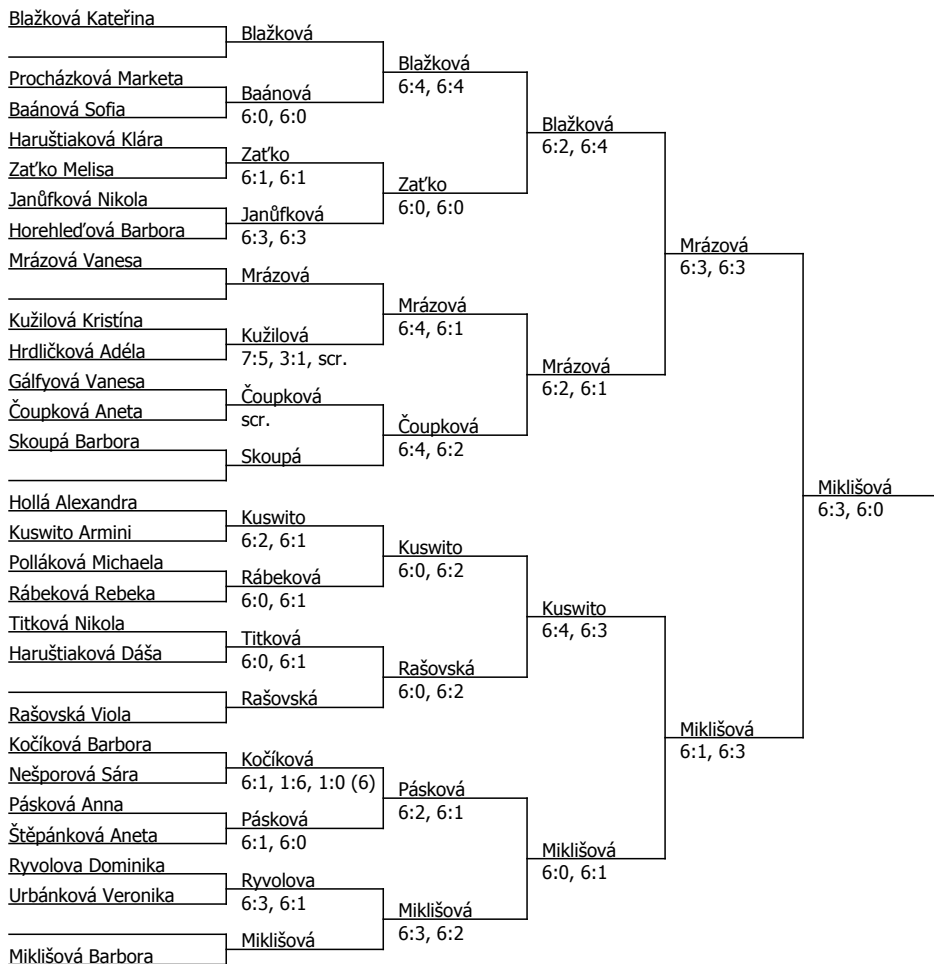 Blažková Kateřina
Procházková Marketa
Baánová Sofia
Haruštiaková Klára
Zaťko Melisa
Janůfková Nikola
Horehleďová Barbora
Mrázová Vanesa
Kužilová Kristína
Hrdličková Adéla
Gálfyová Vanesa
Čoupková Aneta
Skoupá Barbora
Hollá Alexandra
Kuswito Armini
Polláková Michaela
Rábeková Rebeka
Titková Nikola
Haruštiaková Dáša
Rašovská Viola
Kočíková Barbora
Nešporová Sára
Pásková Anna
Štěpánková Aneta
Ryvolova Dominika
Urbánková Veronika
Miklišová Barbora
Blažková
Baánová
6:0, 6:0
Zaťko
6:1, 6:1
Janůfková
6:3, 6:3
Mrázová
Kužilová
7:5, 3:1, scr.
Čoupková
scr.
Skoupá
Kuswito
6:2, 6:1
Rábeková
6:0, 6:1
Titková
6:0, 6:1
Rašovská
Kočíková
6:1, 1:6, 1:0 (6)
Pásková
6:1, 6:0
Ryvolova
6:3, 6:1
Miklišová
Blažková
6:4, 6:4
Zaťko
6:0, 6:0
Mrázová
6:4, 6:1
Čoupková
6:4, 6:2
Kuswito
6:0, 6:2
Rašovská
6:0, 6:2
Pásková
6:2, 6:1
Miklišová
6:3, 6:2
Blažková
6:2, 6:4
Mrázová
6:2, 6:1
Kuswito
6:4, 6:3
Miklišová
6:0, 6:1
Mrázová
6:3, 6:3
Miklišová
6:1, 6:3
Miklišová
6:3, 6:0